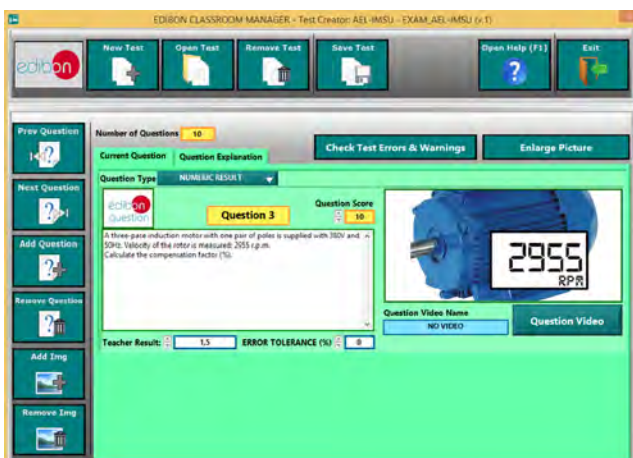 EDIBON CLASSROOM MANAGER - Test Creator: AEL-IMSU - EXAM_AEL-IMSU (v.1)
edibon
New Test
Open Test
Remove Test
Save Test
Open Help (F1)
Exit
Prev Question
Number of Questions 10
Check Test Errors & Warnings
Enlarge Picture
Current Question
Question Explanation
Question Type NUMERIC RESULT
Next Question
edibon
question
Question 3
Question Score
10
A three-pase induction motor with one pair of poles is supplied with 380V and
50Hz. Velocity of the rotor is measured: 2955 r.p.m.
Calculate the compensation factor (%).
2955
RPM
Add Question
Remove Question
Question Video Name
NO VIDEO
Question Video
Teacher Result: 1,5 ERROR TOLERANCE (%) 0
Add Img
Remove Img